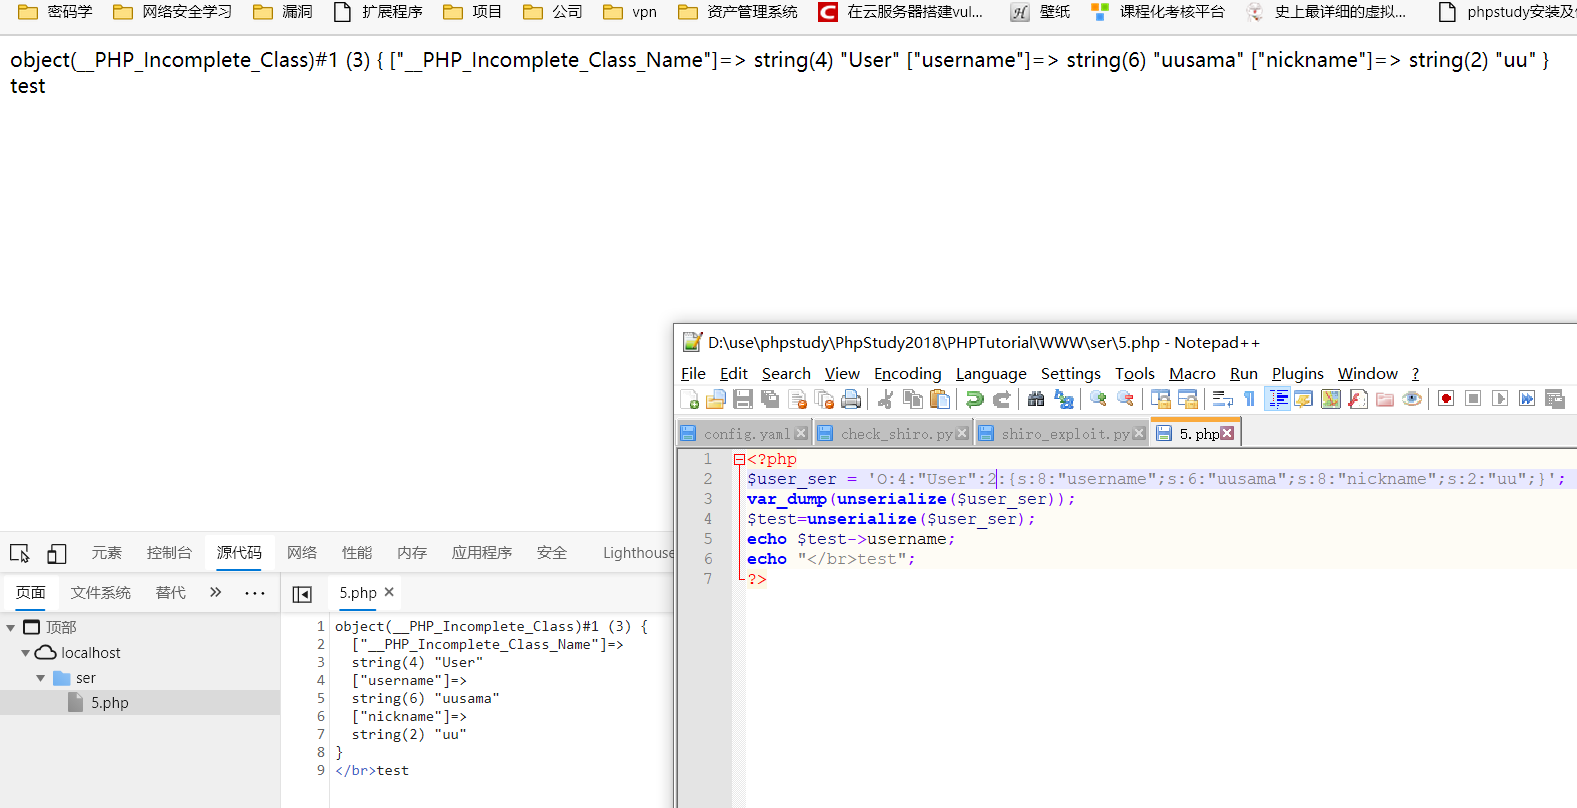 密码学 网络安全学习 漏洞 扩展程序 项目 公司 vpn 资产管理系统 在云服务器搭建vul... 壁纸 课程化考核平台 史上最详细的虚拟... phpstudy安装及
object(__PHP_Incomplete_Class)#1 (3) { ["__PHP_Incomplete_Class_Name"]=> string(4) "User" ["username"]=> string(6) "uusama" ["nickname"]=> string(2) "uu" }
test
D:\use\phpstudy\PhpStudy2018\PHPTutorial\WWW\ser\5.php - Notepad++
File Edit Search View Encoding Language Settings Tools Macro Run Plugins Window ?
config.yaml check_shiro.py shiro_exploit.py 5.php
1 <?php
2 $user_ser = 'O:4:"User":2:{s:8:"username";s:6:"uusama";s:8:"nickname";s:2:"uu";}';
3 var_dump(unserialize($user_ser));
4 $test=unserialize($user_ser);
5 echo $test->username;
6 echo "</br>test";
7 ?>
元素 控制台 源代码 网络 性能 内存 应用程序 安全 Lighthouse
页面 文件系统 替代 » ...
顶部
localhost
ser
5.php
5.php ×
1 object(__PHP_Incomplete_Class)#1 (3) {
2 ["__PHP_Incomplete_Class_Name"]=>
3 string(4) "User"
4 ["username"]=>
5 string(6) "uusama"
6 ["nickname"]=>
7 string(2) "uu"
8 }
9 </br>test